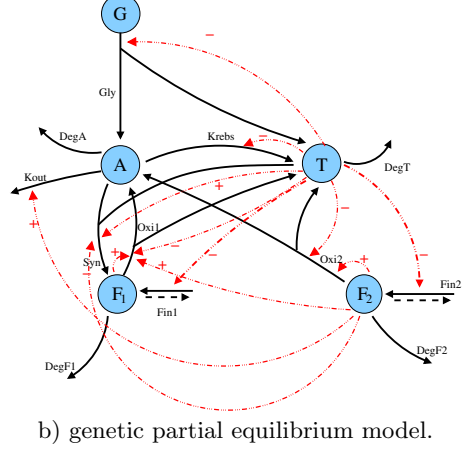 G
−
Gly
DegA
Krebs
−
A
T
DegT
Kout
+
+
Oxi1
−
−
+
Syn
+
−
−
Oxi2
+
−
F1
Fin1
F2
Fin2
DegF1
DegF2
b) genetic partial equilibrium model.